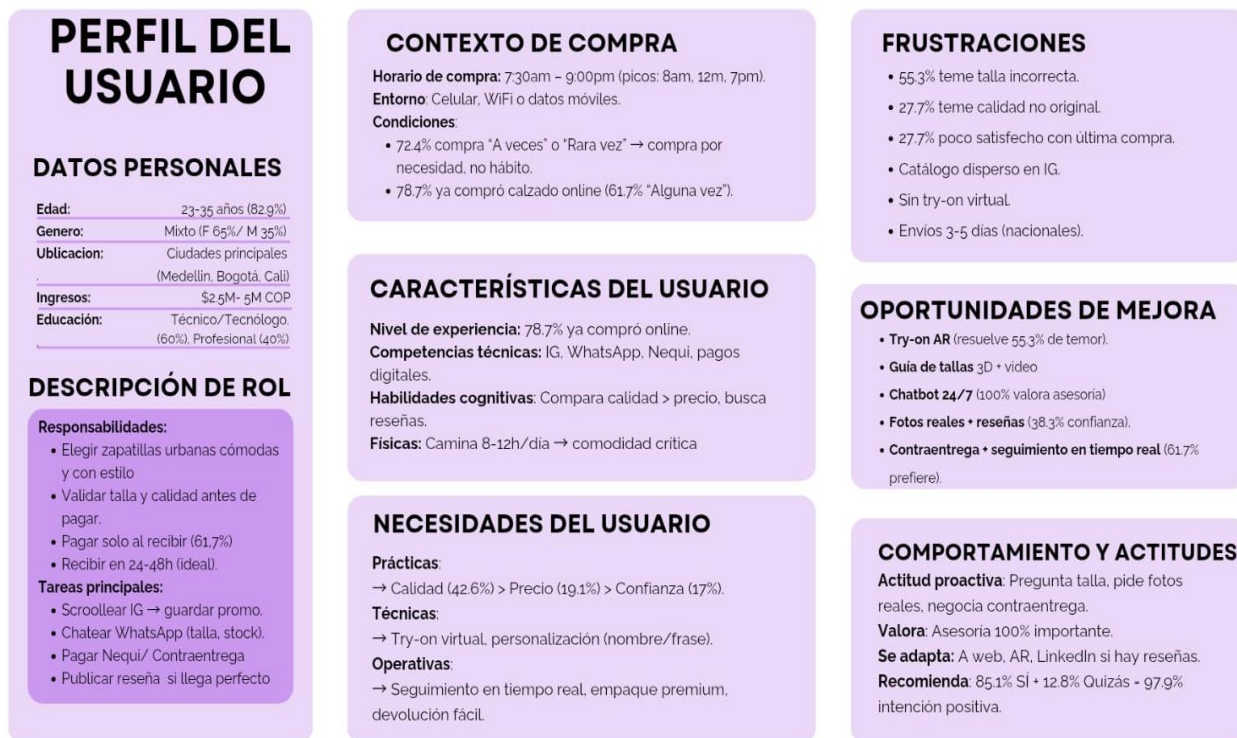 PERFIL DEL
USUARIO
DATOS PERSONALES
Edad: 23-35 años (82.9%)
Genero: Mixto (F 65%/ M 35%)
Ublicacion: Ciudades principales
. (Medellin, Bogotá, Cali)
Ingresos: $2.5M- 5M COP
Educación: Técnico/Tecnólogo.
. (60%), Profesional (40%)
DESCRIPCIÓN DE ROL
Responsabilidades:
• Elegir zapatillas urbanas cómodas
y con estilo
• Validar talla y calidad antes de
pagar.
• Pagar solo al recibir (61,7%)
• Recibir en 24-48h (ideal).
Tareas principales:
• Scroollear IG → guardar promo.
• Chatear WhatsApp (talla, stock).
• Pagar Nequi/ Contraentrega
• Publicar reseña si llega perfecto
CONTEXTO DE COMPRA
Horario de compra: 7:30am – 9:00pm (picos: 8am, 12m, 7pm).
Entorno: Celular, WiFi o datos móviles.
Condiciones:
• 72.4% compra “A veces” o “Rara vez” → compra por
necesidad, no hábito.
• 78.7% ya compró calzado online (61.7% “Alguna vez”).
CARACTERÍSTICAS DEL USUARIO
Nivel de experiencia: 78.7% ya compró online.
Competencias técnicas: IG, WhatsApp, Nequi, pagos
digitales.
Habilidades cognitivas: Compara calidad > precio, busca
reseñas.
Físicas: Camina 8-12h/día → comodidad crítica
NECESIDADES DEL USUARIO
Prácticas:
→ Calidad (42.6%) > Precio (19.1%) > Confianza (17%).
Técnicas:
→ Try-on virtual, personalización (nombre/frase).
Operativas:
→ Seguimiento en tiempo real, empaque premium,
devolución fácil.
FRUSTRACIONES
• 55.3% teme talla incorrecta.
• 27.7% teme calidad no original.
• 27.7% poco satisfecho con última compra.
• Catálogo disperso en IG.
• Sin try-on virtual.
• Envíos 3-5 días (nacionales).
OPORTUNIDADES DE MEJORA
• Try-on AR (resuelve 55.3% de temor).
• Guía de tallas 3D + video
• Chatbot 24/7 (100% valora asesoría)
• Fotos reales + reseñas (38.3% confianza).
• Contraentrega + seguimiento en tiempo real (61.7%
prefiere).
COMPORTAMIENTO Y ACTITUDES
Actitud proactiva: Pregunta talla, pide fotos
reales, negocia contraentrega.
Valora: Asesoría 100% importante.
Se adapta: A web, AR, LinkedIn si hay reseñas.
Recomienda: 85.1% SÍ + 12.8% Quizás = 97.9%
intención positiva.